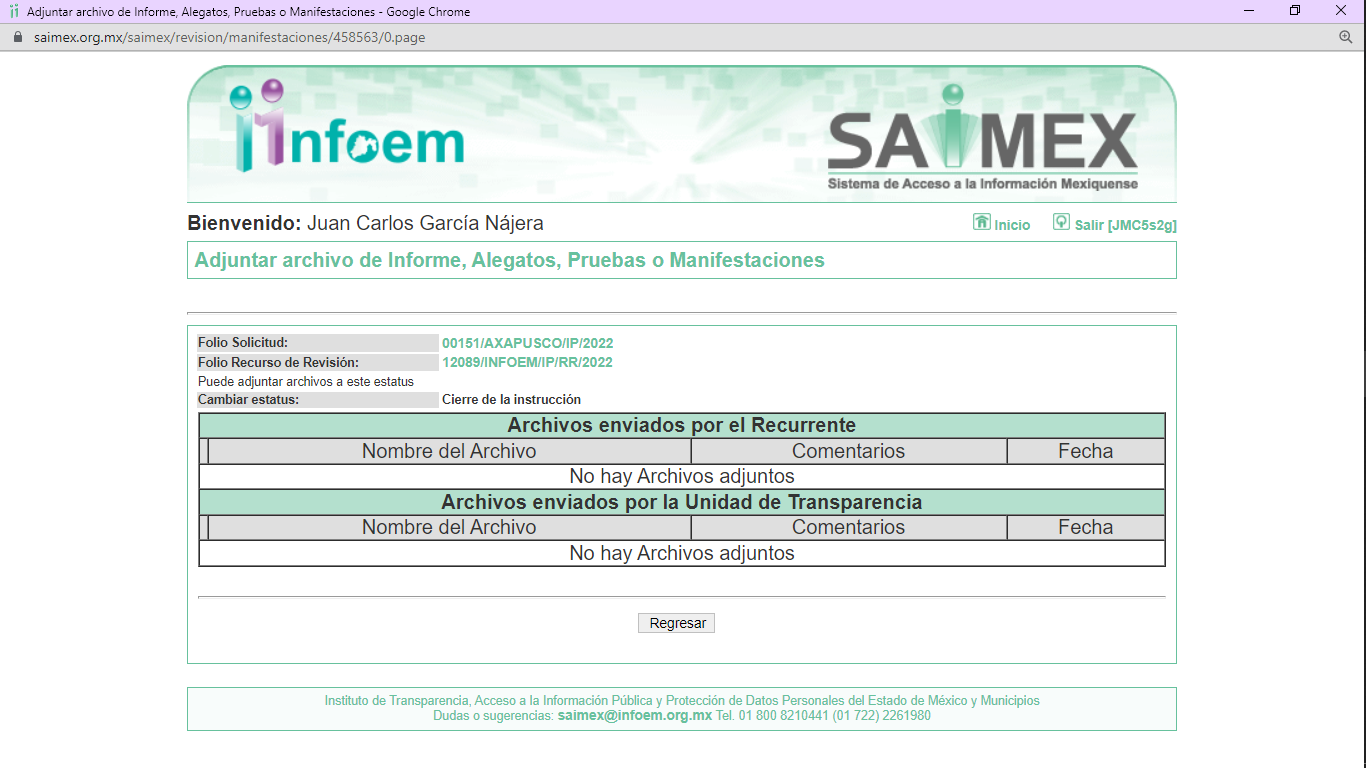 Adjuntar archivo de Informe, Alegatos, Pruebas o Manifestaciones - Google Chrome
saimex.org.mx/saimex/revision/manifestaciones/458563/0.page
infoem
SAIMEX
Sistema de Acceso a la Información Mexiquense
Bienvenido: Juan Carlos García Nájera
Inicio Salir [JMC5s2g]
Adjuntar archivo de Informe, Alegatos, Pruebas o Manifestaciones
Folio Solicitud: 00151/AXAPUSCO/IP/2022
Folio Recurso de Revisión: 12089/INFOEM/IP/RR/2022
Puede adjuntar archivos a este estatus
Cambiar estatus: Cierre de la instrucción
Archivos enviados por el Recurrente
Nombre del Archivo Comentarios Fecha
No hay Archivos adjuntos
Archivos enviados por la Unidad de Transparencia
Nombre del Archivo Comentarios Fecha
No hay Archivos adjuntos
Regresar
Instituto de Transparencia, Acceso a la Información Pública y Protección de Datos Personales del Estado de México y Municipios
Dudas o sugerencias: saimex@infoem.org.mx Tel. 01 800 8210441 (01 722) 2261980